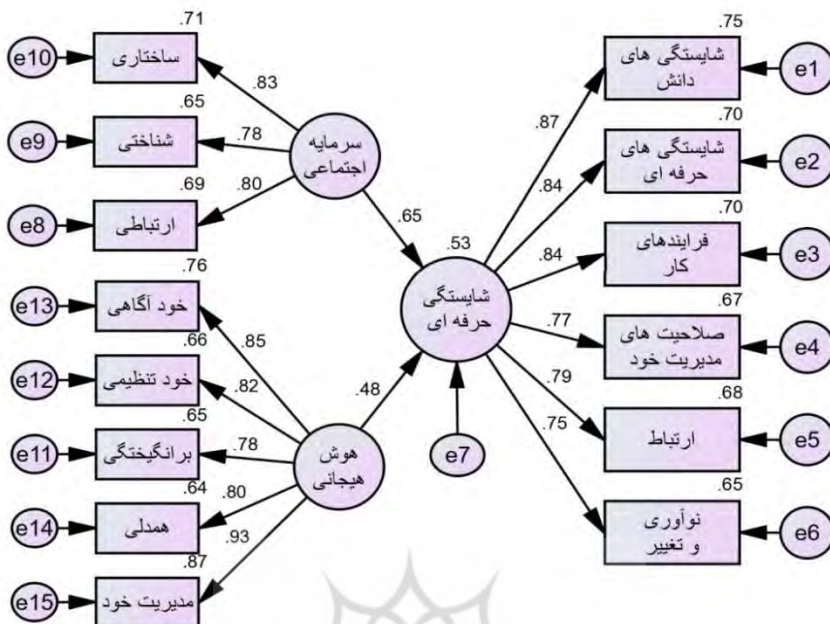 .71
e10
ساختاری
.83
.65
e9
شناختی
.78
.69
e8
ارتباطی
.80
سرمایه
اجتماعی
.65
.76
e13
خود آگاهی
.85
.66
e12
خود تنظیمی
.82
.65
e11
برانگیختگی
.78
.64
e14
همدلی
.80
.87
e15
مدیریت خود
.93
هوش
هیجانی
.48
.53
شایستگی
حرفه ای
e7
.75
شایستگی های
دانش
e1
.87
.70
شایستگی های
حرفه ای
e2
.84
.70
فرایندهای
کار
e3
.84
.67
صلاحیت های
مدیریت خود
e4
.77
.68
ارتباط
e5
.79
.65
نوآوری
و تغییر
e6
.75